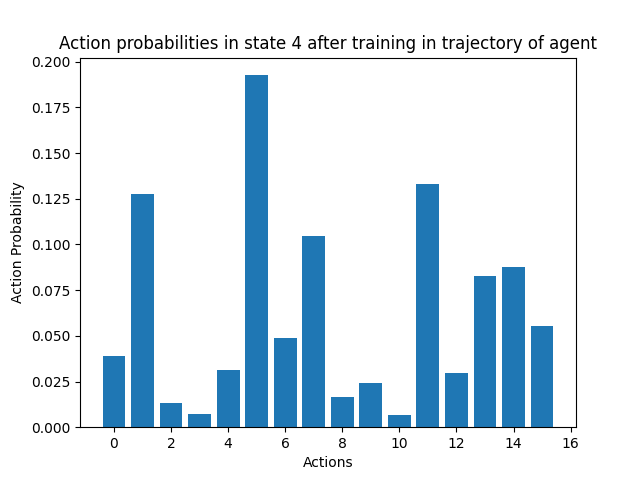 Action probabilities in state 4 after training in trajectory of agent
0.200
0.175
0.150
0.125
0.100
0.075
0.050
0.025
0.000
Action Probability
0 2 4 6 8 10 12 14 16
Actions